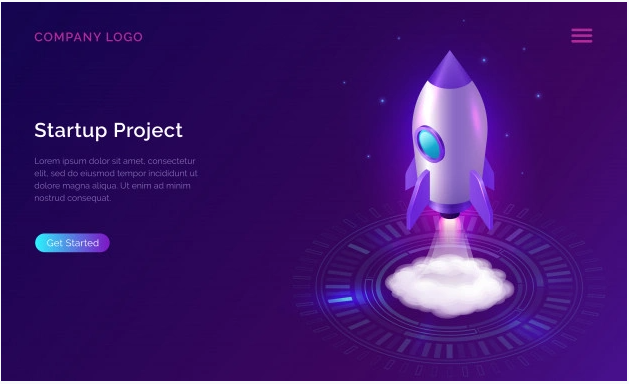 COMPANY LOGO
Startup Project
Lorem ipsum dolor sit amet, consectetur
elit, sed do eiusmod tempor incididunt ut
dolore magna aliqua. Ut enim ad minim
nostrud consequat.
Get Started